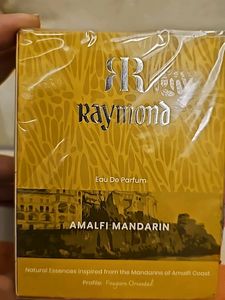 RR
Raymond
Eau De Parfum
AMALFI MANDARIN
Natural Essences Inspired from the Mandarins of Amalfi Coast
Profile: Fougere Oriental